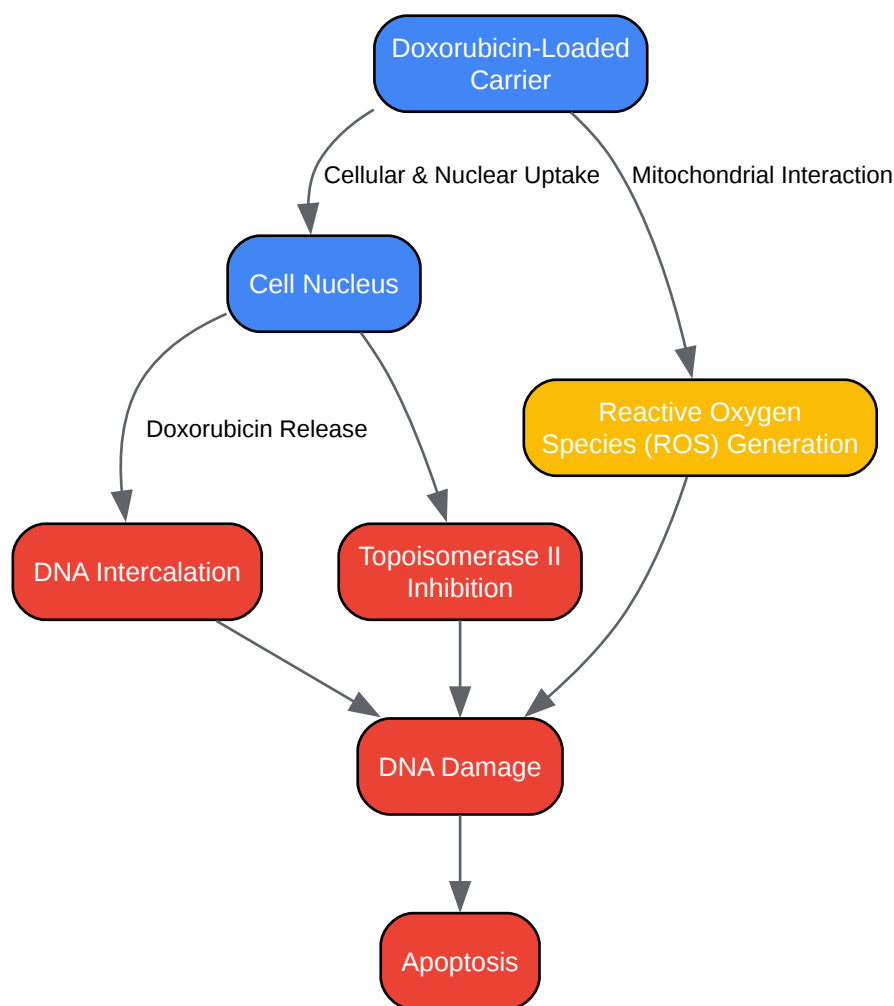 Doxorubicin-Loaded
Carrier
Cellular & Nuclear Uptake
Mitochondrial Interaction
Cell Nucleus
Doxorubicin Release
Reactive Oxygen
Species (ROS) Generation
DNA Intercalation
Topoisomerase II
Inhibition
DNA Damage
Apoptosis